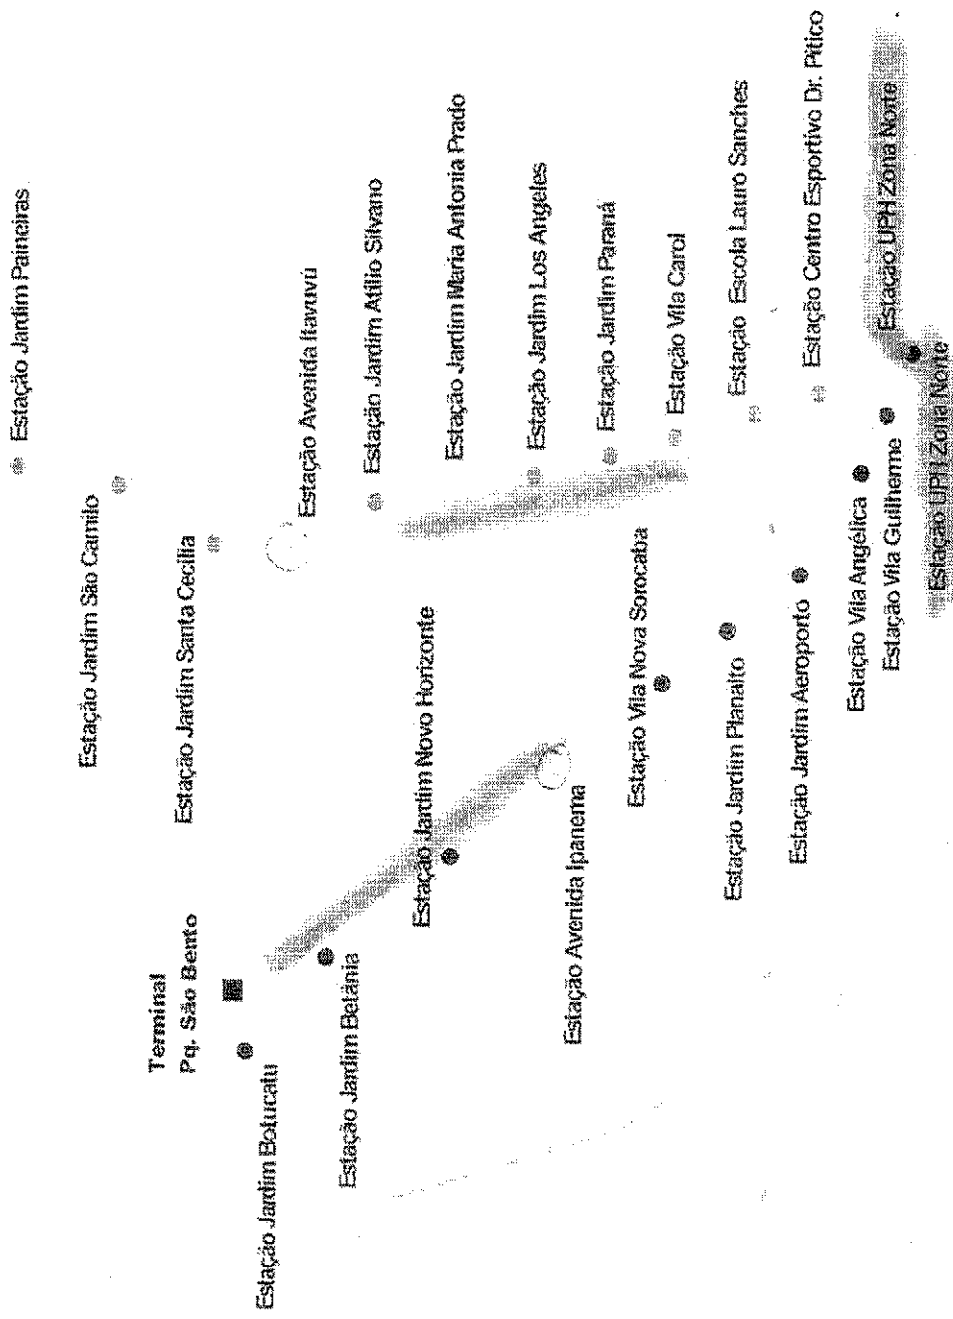 Estação Jardim Paineiras
Estação Jardim São Camilo
Estação Jardim Santa Cecília
Terminal
Pq. São Bento
Estação Jardim Botucatu
Estação Avenida Itavuvú
Estação Jardim Betânia
Estação Jardim Atílio Silvano
Estação Jardim Novo Horizonte
Estação Jardim Maria Antonia Prado
Estação Jardim Los Angeles
Estação Avenida Ipanema
Estação Jardim Paraná
Estação Vila Nova Sorocaba
Estação Vila Carol
Estação Jardim Planalto
Estação Escola Lauro Sanches
Estação Jardim Aeroporto
Estação Centro Esportivo Dr. Pitico
Estação Vila Angélica
Estação Vila Guilherme
Estação UPH Zona Norte
Estação UPH Zona Norte